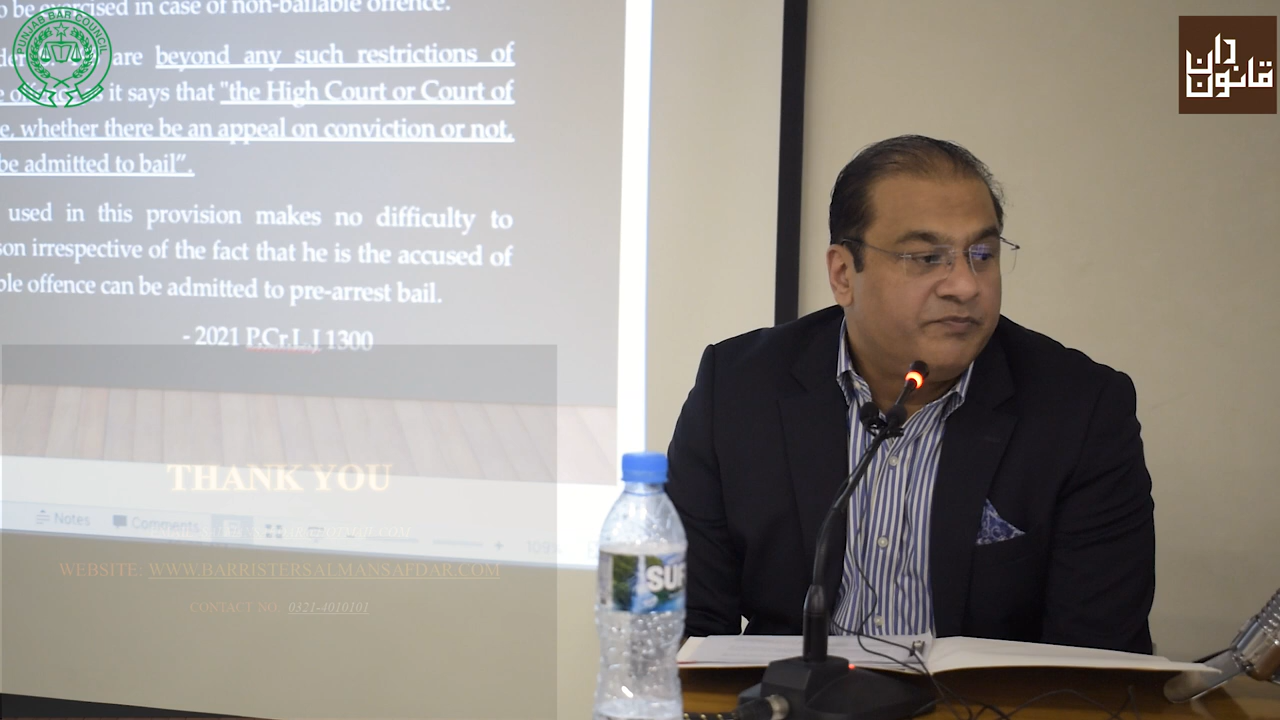 PUNJAB BAR COUNCIL
قانون دان
to be exercised in case of non-bailable offence.
are beyond any such restrictions of
it says that "the High Court or Court of
whether there be an appeal on conviction or not,
be admitted to bail”.
used in this provision makes no difficulty to
irrespective of the fact that he is the accused of
offence can be admitted to pre-arrest bail.
- 2021 P.Cr.L.J 1300
THANK YOU
Notes Comments
WEBSITE: WWW.BARRISTERSALMANSAFDAR.COM
CONTACT NO. 0321-4010101